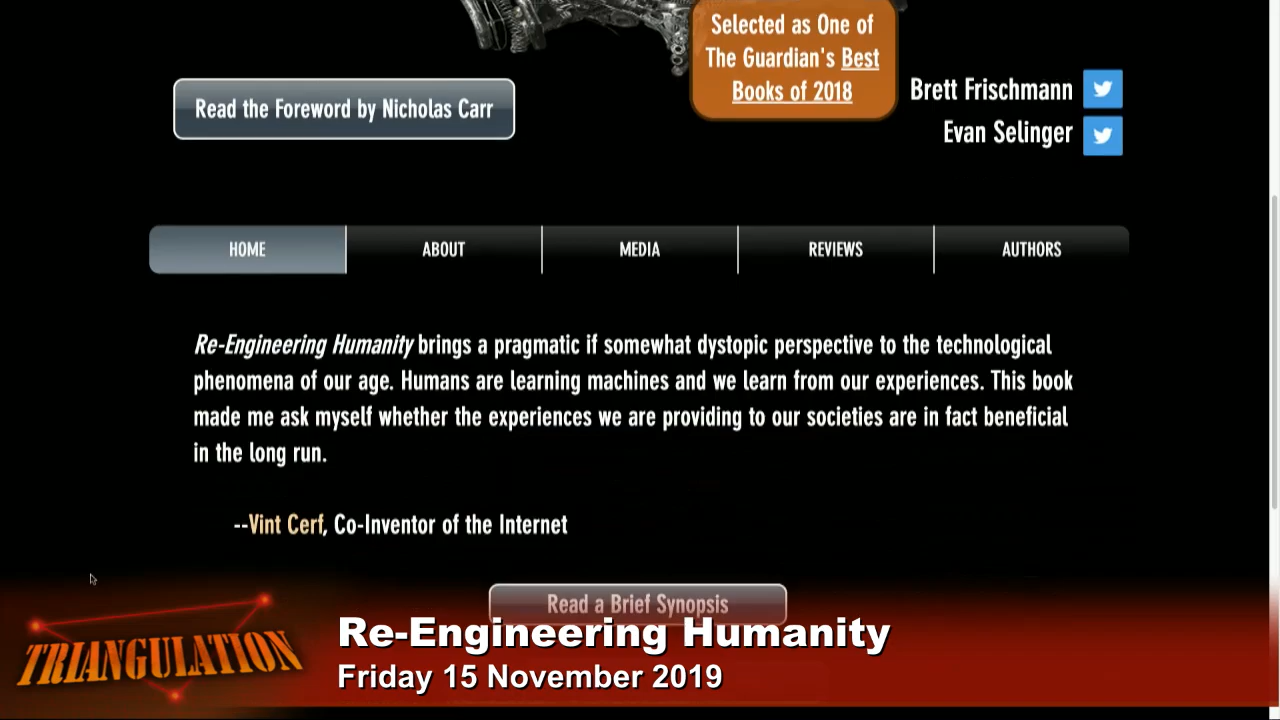 Selected as One of
The Guardian's Best
Books of 2018
Read the Foreword by Nicholas Carr
Brett Frischmann
Evan Selinger
HOME
ABOUT
MEDIA
REVIEWS
AUTHORS
Re-Engineering Humanity brings a pragmatic if somewhat dystopic perspective to the technological
phenomena of our age. Humans are learning machines and we learn from our experiences. This book
made me ask myself whether the experiences we are providing to our societies are in fact beneficial
in the long run.
--Vint Cerf, Co-Inventor of the Internet
Read a Brief Synopsis
TRIANGULATION
Re-Engineering Humanity
Friday 15 November 2019